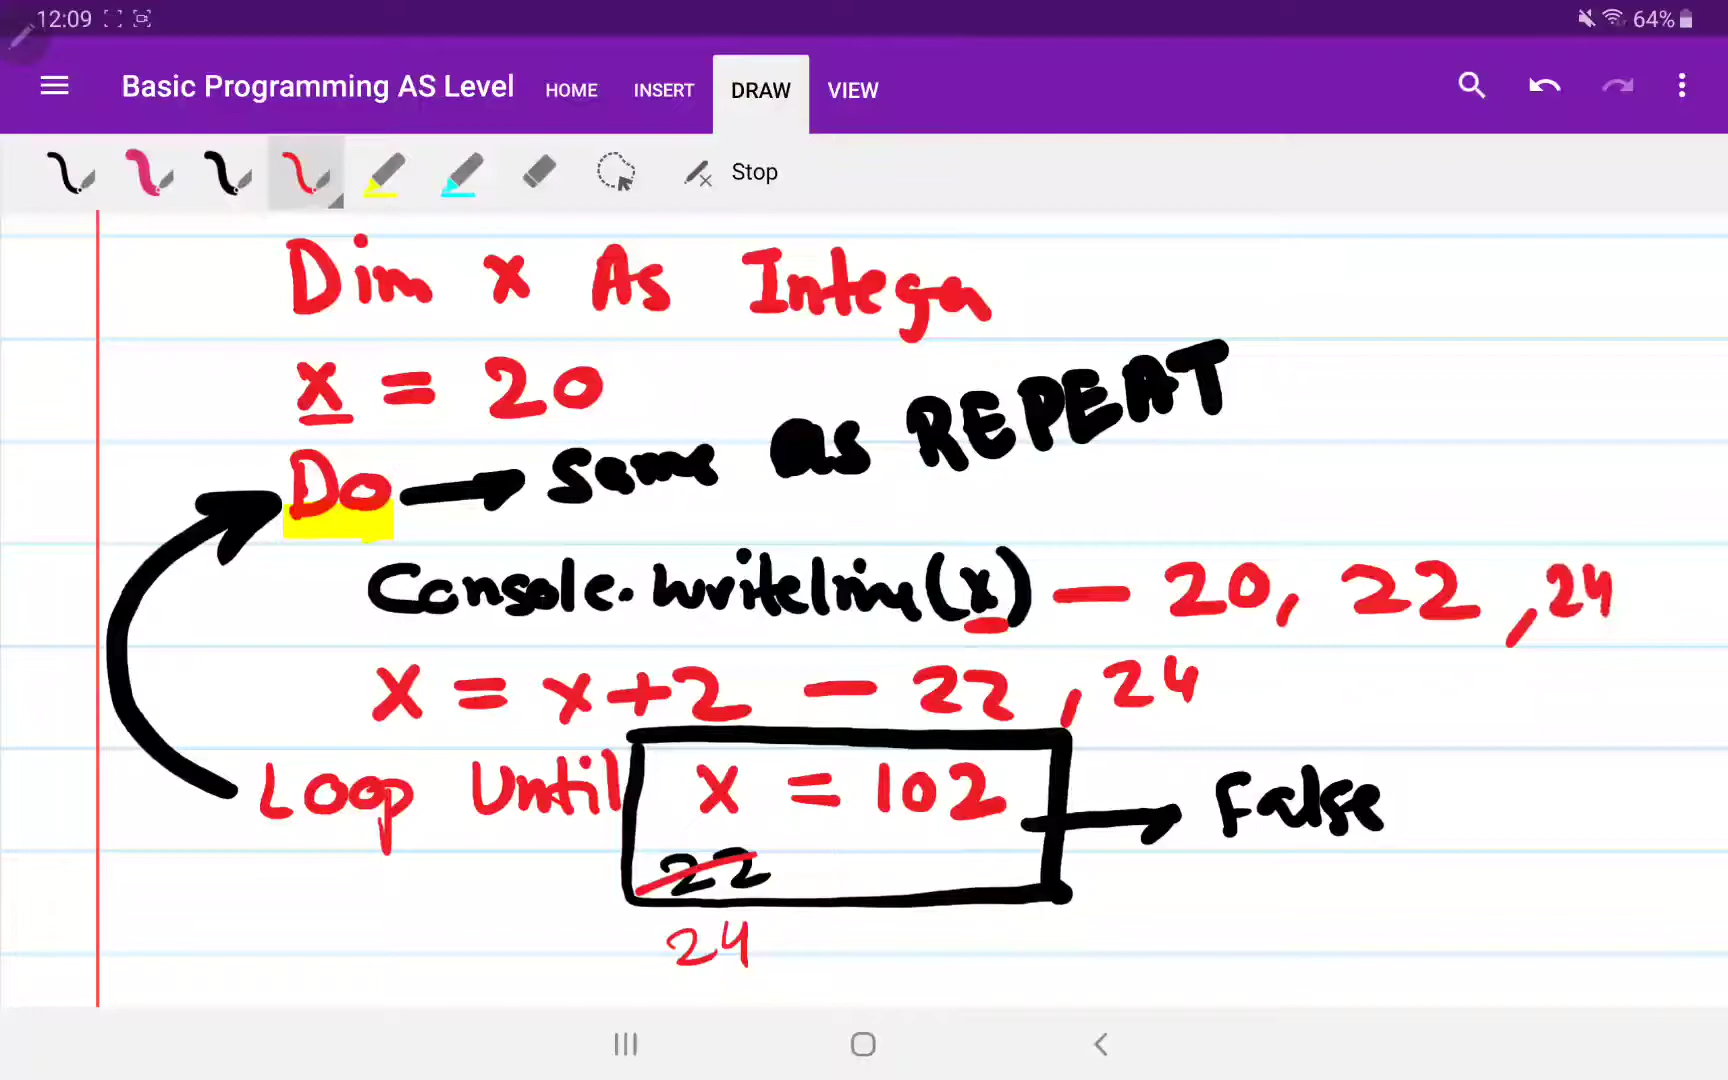 12:09 64%
Basic Programming AS Level HOME INSERT DRAW VIEW
Stop
Dim x As Integer
x = 20
Do → Same as REPEAT
Console.writeline(x) — 20, 22, 24
x = x+2 — 22, 24
Loop Until x = 102 → False
22
24